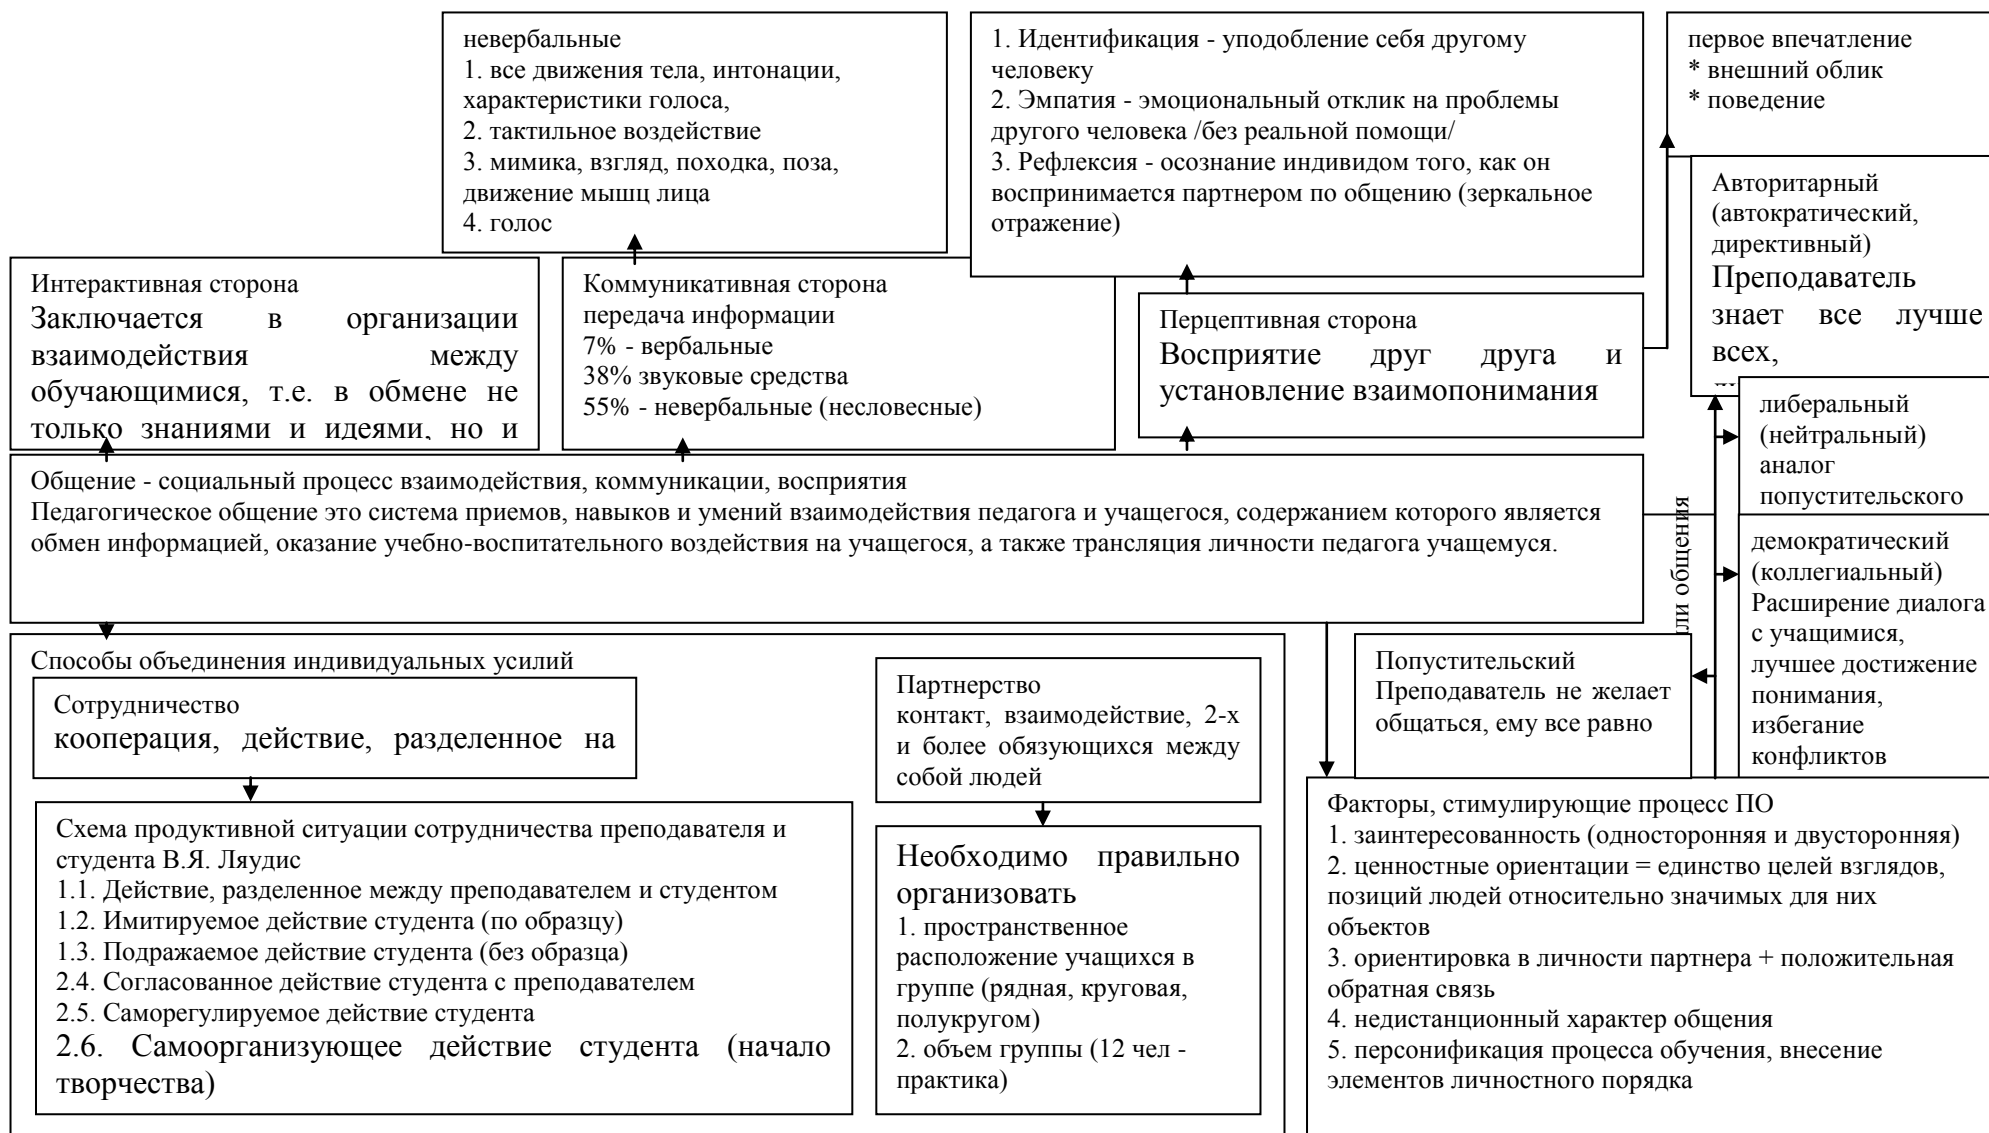 невербальные
1. все движения тела, интонации,
характеристики голоса,
2. тактильное воздействие
3. мимика, взгляд, походка, поза,
движение мышц лица
4. голос
1. Идентификация - уподобление себя другому
человеку
2. Эмпатия - эмоциональный отклик на проблемы
другого человека /без реальной помощи/
3. Рефлексия - осознание индивидом того, как он
воспринимается партнером по общению (зеркальное
отражение)
первое впечатление
* внешний облик
* поведение
Авторитарный
(автократический,
директивный)
Преподаватель
знает все лучше
всех,
Интерактивная сторона
Заключается в организации
взаимодействия между
обучающимися, т.е. в обмене не
только знаниями и идеями, но и
Коммуникативная сторона
передача информации
7% - вербальные
38% звуковые средства
55% - невербальные (несловесные)
Перцептивная сторона
Восприятие друг друга и
установление взаимопонимания
либеральный
(нейтральный)
аналог
попустительского
Общение - социальный процесс взаимодействия, коммуникации, восприятия
Педагогическое общение это система приемов, навыков и умений взаимодействия педагога и учащегося, содержанием которого является
обмен информацией, оказание учебно-воспитательного воздействия на учащегося, а также трансляция личности педагога учащемуся.
общения
демократический
(коллегиальный)
Расширение диалога
с учащимися,
лучшее достижение
понимания,
избегание
конфликтов
Способы объединения индивидуальных усилий
Сотрудничество
кооперация, действие, разделенное на
Партнерство
контакт, взаимодействие, 2-х
и более обязующихся между
собой людей
Попустительский
Преподаватель не желает
общаться, ему все равно
Схема продуктивной ситуации сотрудничества преподавателя и
студента В.Я. Ляудис
1.1. Действие, разделенное между преподавателем и студентом
1.2. Имитируемое действие студента (по образцу)
1.3. Подражаемое действие студента (без образца)
2.4. Согласованное действие студента с преподавателем
2.5. Саморегулируемое действие студента
2.6. Самоорганизующее действие студента (начало
творчества)
Необходимо правильно
организовать
1. пространственное
расположение учащихся в
группе (рядная, круговая,
полукругом)
2. объем группы (12 чел -
практика)
Факторы, стимулирующие процесс ПО
1. заинтересованность (односторонняя и двусторонняя)
2. ценностные ориентации = единство целей взглядов,
позиций людей относительно значимых для них
объектов
3. ориентировка в личности партнера + положительная
обратная связь
4. недистанционный характер общения
5. персонификация процесса обучения, внесение
элементов личностного порядка